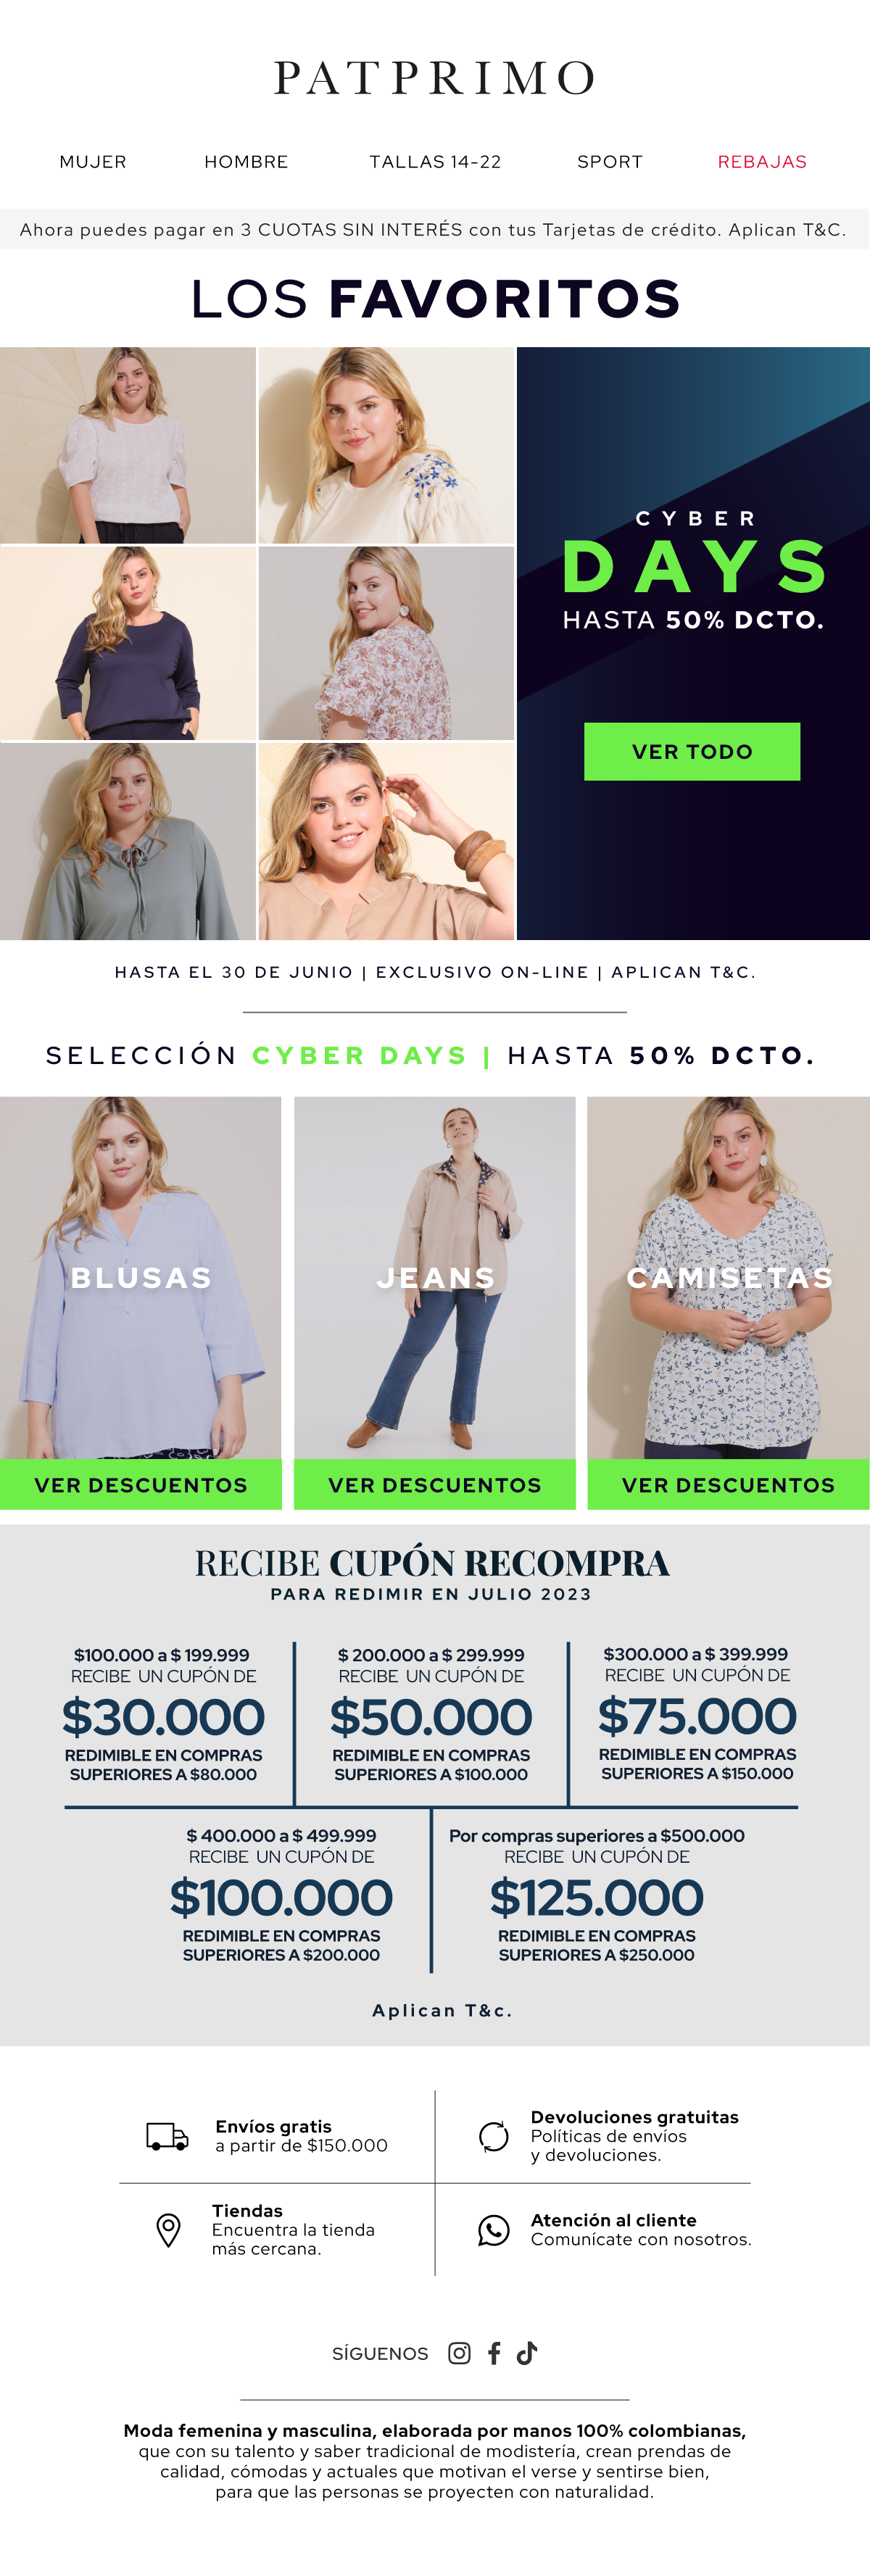 PATPRIMO
MUJER HOMBRE TALLAS 14-22 SPORT REBAJAS
Ahora puedes pagar en 3 CUOTAS SIN INTERÉS con tus Tarjetas de crédito. Aplican T&C.
LOS FAVORITOS
CYBER
DAYS
HASTA 50% DCTO.
VER TODO
HASTA EL 30 DE JUNIO | EXCLUSIVO ON-LINE | APLICAN T&C.
SELECCIÓN CYBER DAYS | HASTA 50% DCTO.
BLUSAS
JEANS
CAMISETAS
VER DESCUENTOS
VER DESCUENTOS
VER DESCUENTOS
RECIBE CUPÓN RECOMPRA
PARA REDIMIR EN JULIO 2023
$100.000 a $ 199.999
RECIBE UN CUPÓN DE
$30.000
REDIMIBLE EN COMPRAS
SUPERIORES A $80.000
$ 200.000 a $ 299.999
RECIBE UN CUPÓN DE
$50.000
REDIMIBLE EN COMPRAS
SUPERIORES A $100.000
$300.000 a $ 399.999
RECIBE UN CUPÓN DE
$75.000
REDIMIBLE EN COMPRAS
SUPERIORES A $150.000
$ 400.000 a $ 499.999
RECIBE UN CUPÓN DE
$100.000
REDIMIBLE EN COMPRAS
SUPERIORES A $200.000
Por compras superiores a $500.000
RECIBE UN CUPÓN DE
$125.000
REDIMIBLE EN COMPRAS
SUPERIORES A $250.000
Aplican T&c.
Envíos gratis
a partir de $150.000
Devoluciones gratuitas
Políticas de envíos
y devoluciones.
Tiendas
Encuentra la tienda
más cercana.
Atención al cliente
Comunícate con nosotros.
SÍGUENOS
Moda femenina y masculina, elaborada por manos 100% colombianas,
que con su talento y saber tradicional de modistería, crean prendas de
calidad, cómodas y actuales que motivan el verse y sentirse bien,
para que las personas se proyecten con naturalidad.